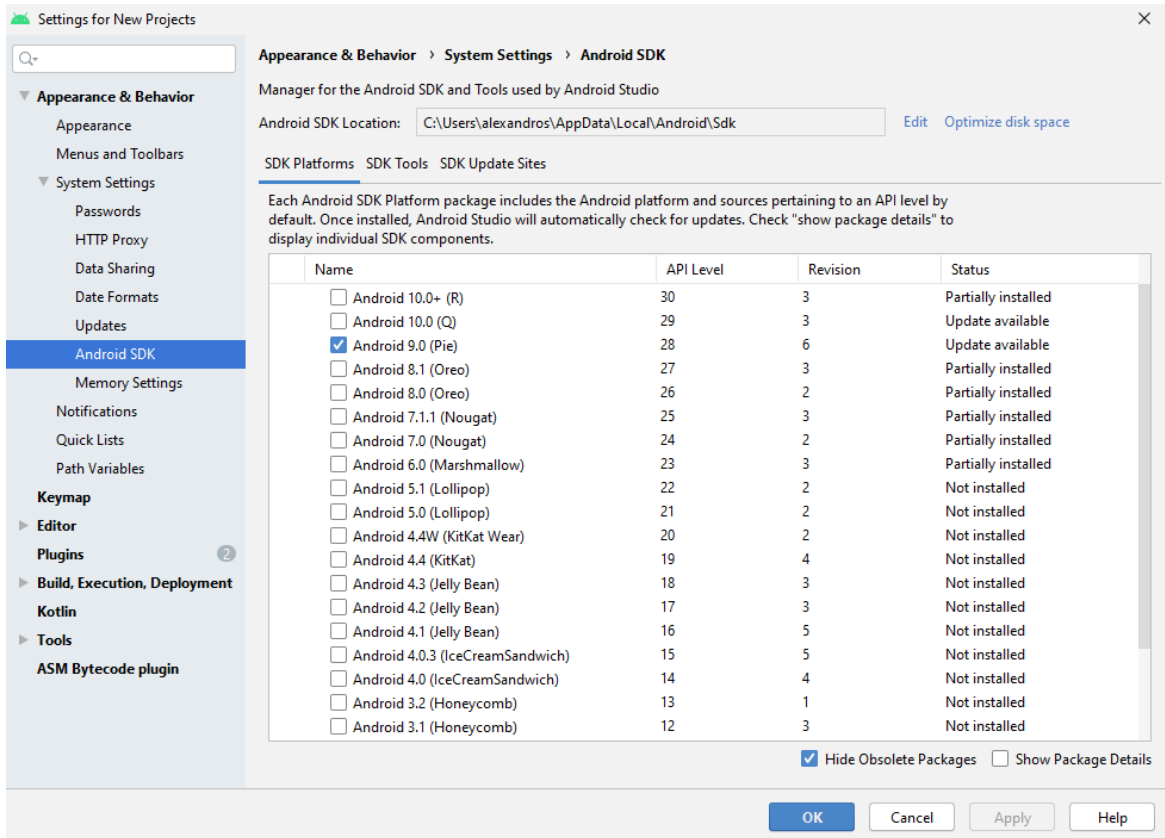 Settings for New Projects
Appearance & Behavior
Appearance
Menus and Toolbars
System Settings
Passwords
HTTP Proxy
Data Sharing
Date Formats
Updates
Android SDK
Memory Settings
Notifications
Quick Lists
Path Variables
Keymap
Editor
Plugins 2
Build, Execution, Deployment
Kotlin
Tools
ASM Bytecode plugin
Appearance & Behavior › System Settings › Android SDK
Manager for the Android SDK and Tools used by Android Studio
Android SDK Location: C:\Users\alexandros\AppData\Local\Android\Sdk Edit Optimize disk space
SDK Platforms SDK Tools SDK Update Sites
Each Android SDK Platform package includes the Android platform and sources pertaining to an API level by
default. Once installed, Android Studio will automatically check for updates. Check "show package details" to
display individual SDK components.
Name API Level Revision Status
Android 10.0+ (R) 30 3 Partially installed
Android 10.0 (Q) 29 3 Update available
Android 9.0 (Pie) 28 6 Update available
Android 8.1 (Oreo) 27 3 Partially installed
Android 8.0 (Oreo) 26 2 Partially installed
Android 7.1.1 (Nougat) 25 3 Partially installed
Android 7.0 (Nougat) 24 2 Partially installed
Android 6.0 (Marshmallow) 23 3 Partially installed
Android 5.1 (Lollipop) 22 2 Not installed
Android 5.0 (Lollipop) 21 2 Not installed
Android 4.4W (KitKat Wear) 20 2 Not installed
Android 4.4 (KitKat) 19 4 Not installed
Android 4.3 (Jelly Bean) 18 3 Not installed
Android 4.2 (Jelly Bean) 17 3 Not installed
Android 4.1 (Jelly Bean) 16 5 Not installed
Android 4.0.3 (IceCreamSandwich) 15 5 Not installed
Android 4.0 (IceCreamSandwich) 14 4 Not installed
Android 3.2 (Honeycomb) 13 1 Not installed
Android 3.1 (Honeycomb) 12 3 Not installed
Hide Obsolete Packages Show Package Details
OK Cancel Apply Help